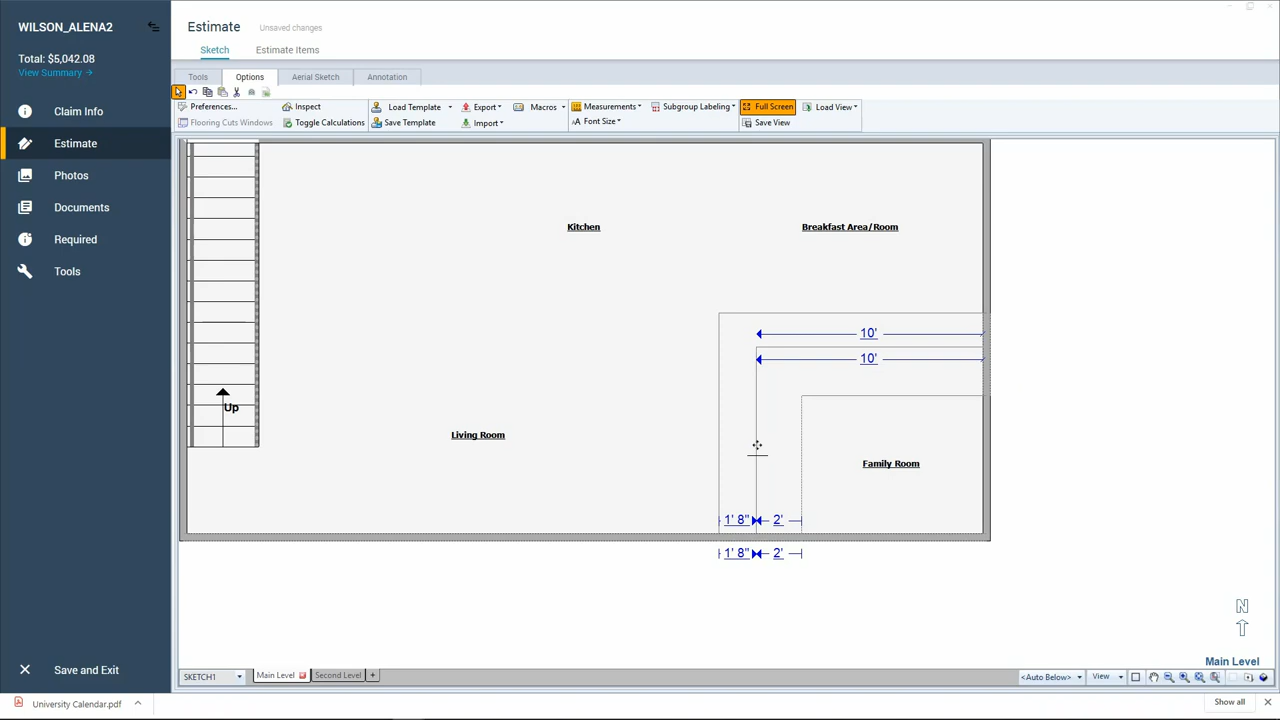 WILSON_ALENA2
Total: $5,042.08
View Summary
Claim Info
Estimate
Photos
Documents
Required
Tools
Save and Exit
Estimate
Unsaved changes
Sketch
Estimate Items
Tools
Options
Aerial Sketch
Annotation
Preferences...
Inspect
Load Template
Export
Macros
Measurements
Subgroup Labeling
Full Screen
Load View
Flooring Cuts Windows
Toggle Calculations
Save Template
Import
A Font Size
Save View
Kitchen
Breakfast Area/Room
10'
10'
Up
Living Room
Family Room
1' 8"
2'
1' 8"
2'
N
Main Level
SKETCH1
Main Level
Second Level
+
<Auto Below>
View
University Calendar.pdf
Show all